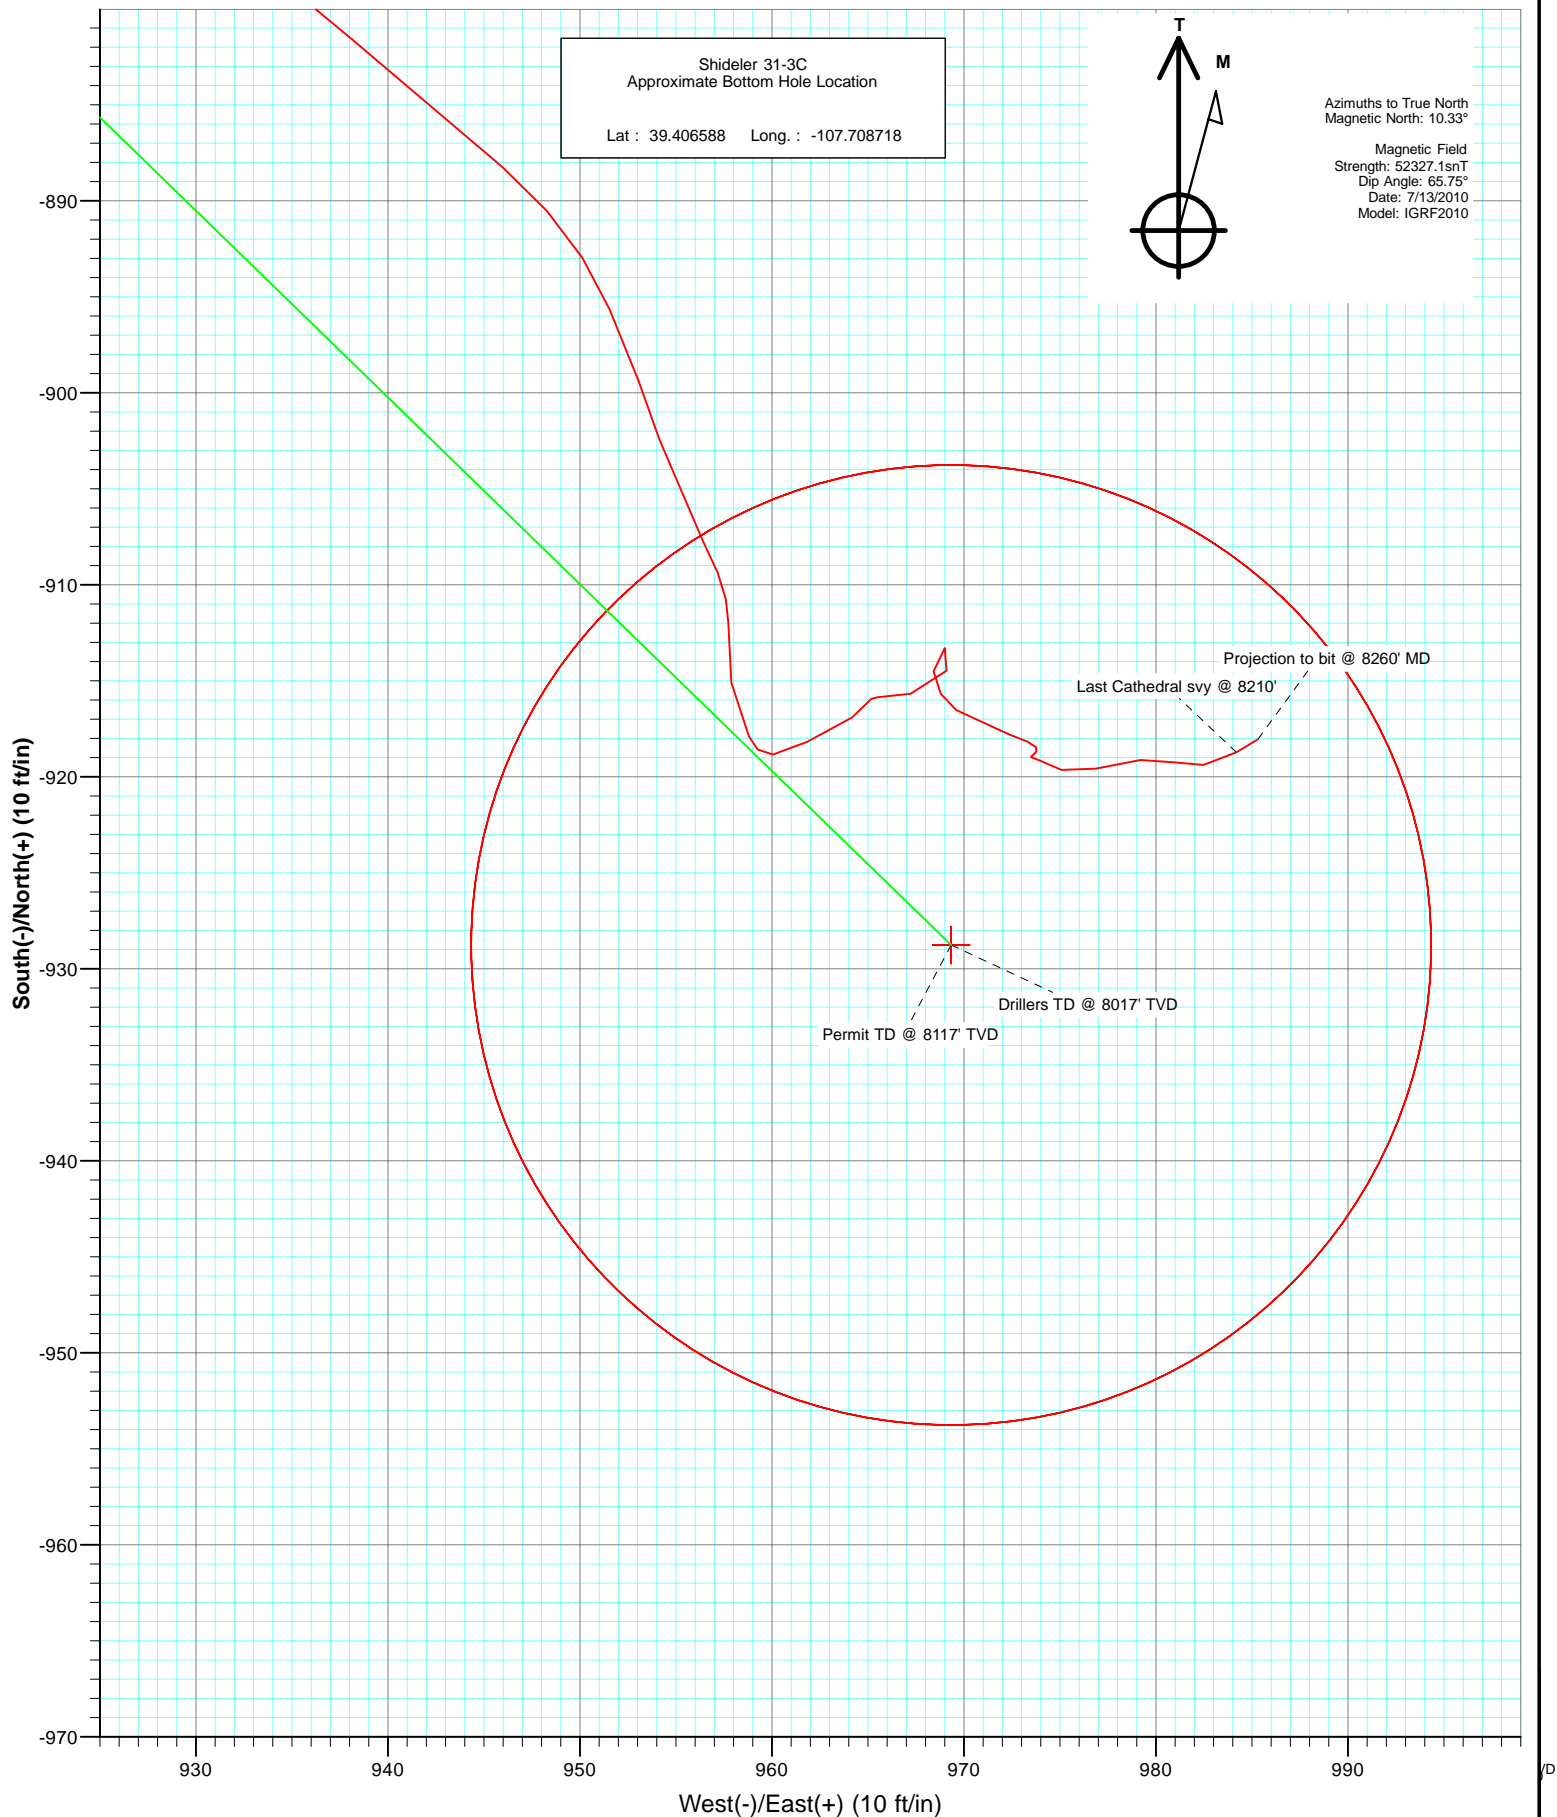 Shideler 31-3C
Approximate Bottom Hole Location
Lat : 39.406588 Long. : -107.708718
T
M
Azimuths to True North
Magnetic North: 10.33°
Magnetic Field
Strength: 52327.1snT
Dip Angle: 65.75°
Date: 7/13/2010
Model: IGRF2010
-890
-900
-910
-920
-930
-940
-950
-960
-970
South(-)/North(+) (10 ft/in)
Projection to bit @ 8260' MD
Last Cathedral svy @ 8210'
Drillers TD @ 8017' TVD
Permit TD @ 8117' TVD
930 940 950 960 970 980 990
West(-)/East(+) (10 ft/in)